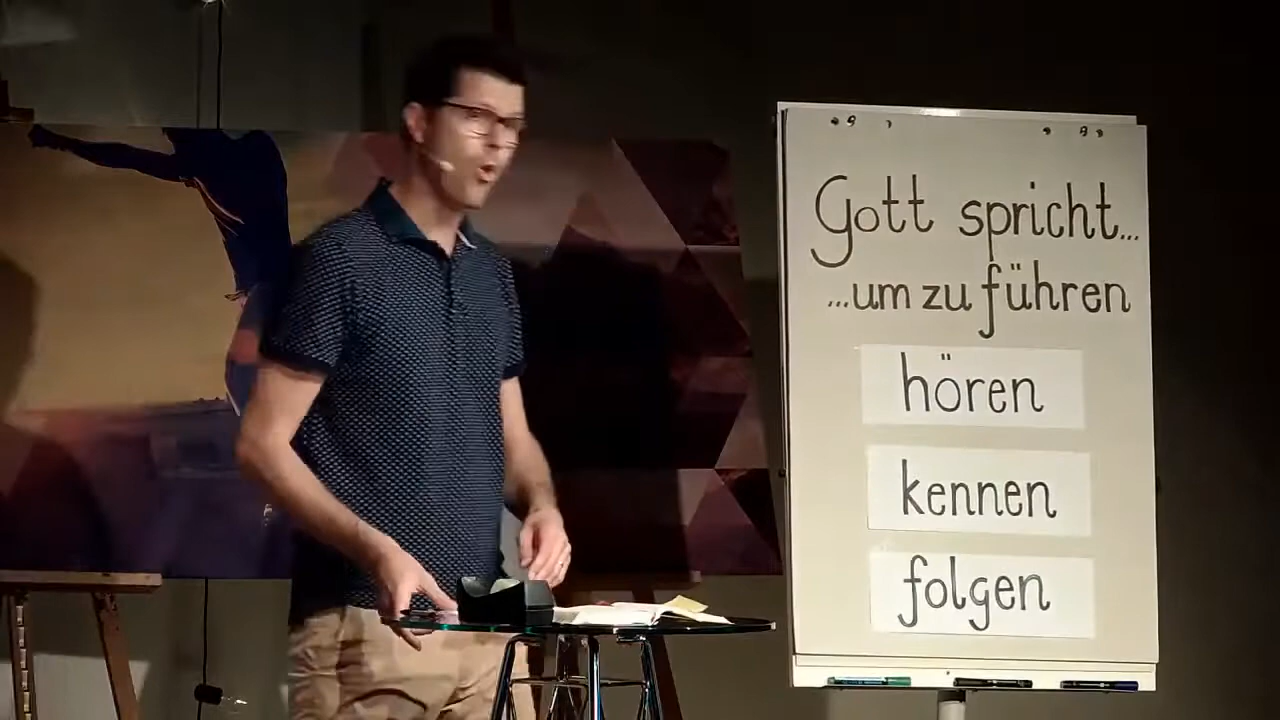 Gott spricht...
...um zu führen
hören
kennen
folgen